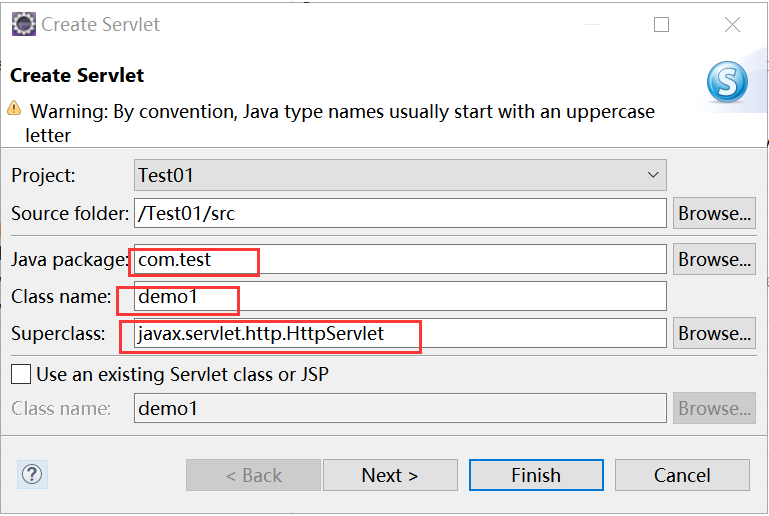 Create Servlet
Create Servlet
Warning: By convention, Java type names usually start with an uppercase
letter
Project: Test01
Source folder: /Test01/src Browse...
Java package: com.test Browse...
Class name: demo1
Superclass: javax.servlet.http.HttpServlet Browse...
Use an existing Servlet class or JSP
Class name: demo1 Browse...
? < Back Next > Finish Cancel